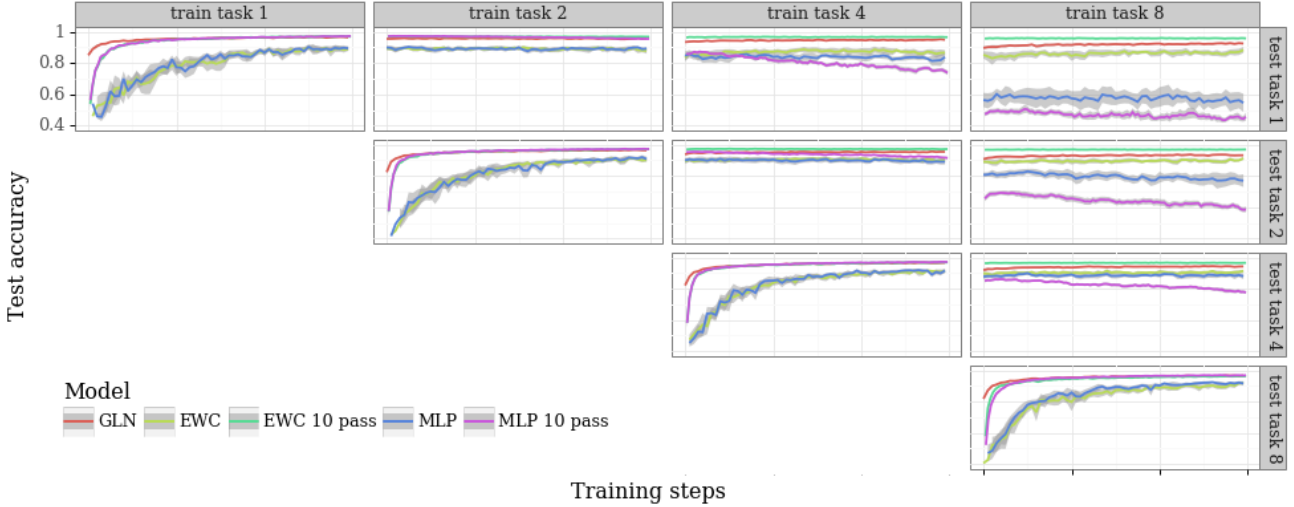 train task 1
train task 2
train task 4
train task 8
1
0.8
0.6
0.4
test task 1
test task 2
test task 4
test task 8
Test accuracy
Model
GLN
EWC
EWC 10 pass
MLP
MLP 10 pass
Training steps